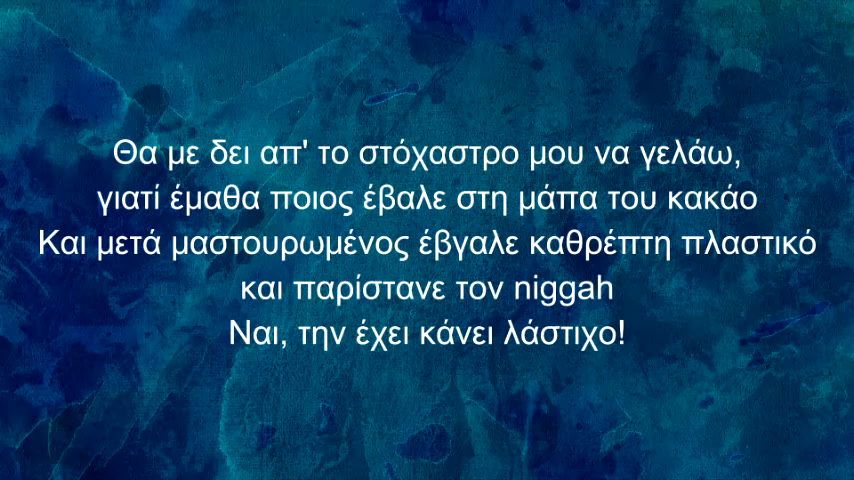 Θα με δει απ' το στόχαστρο μου να γελάω,
γιατί έμαθα ποιος έβαλε στη μάπα του κακάο
Και μετά μαστουρωμένος έβγαλε καθρέπτη πλαστικό
και παρίστανε τον niggah
Ναι, την έχει κάνει λάστιχο!